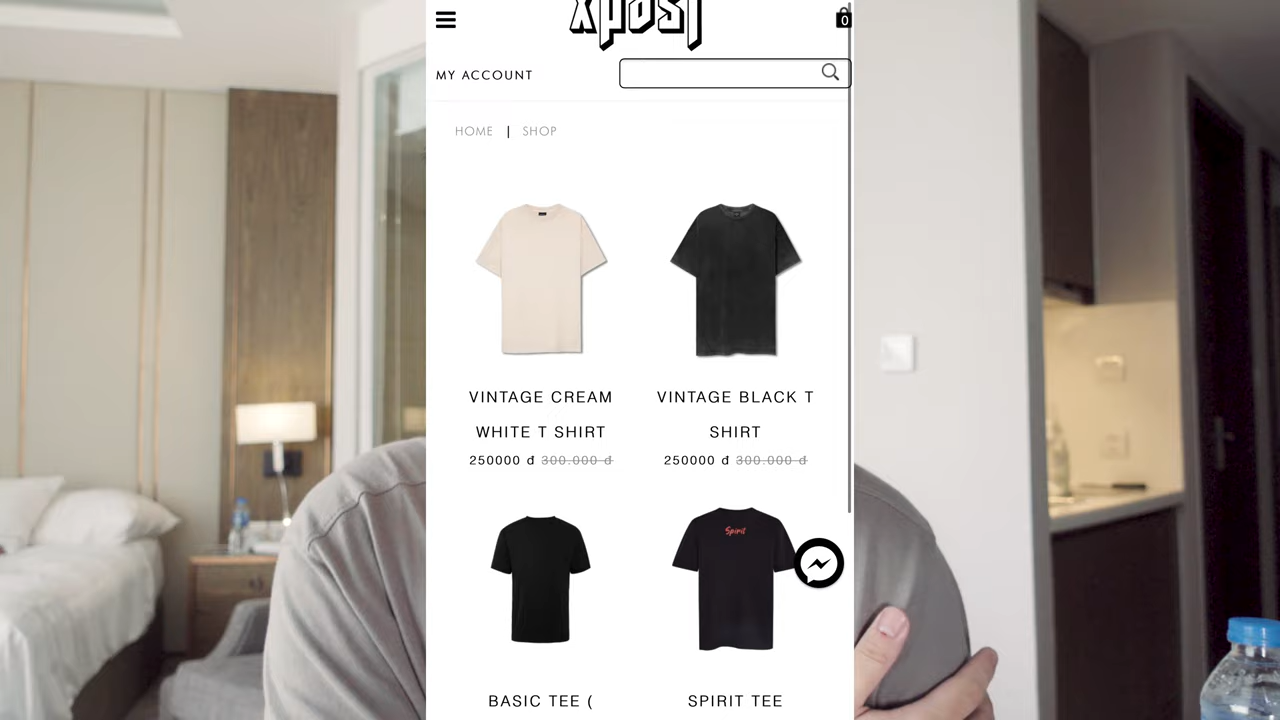 xpost
0
MY ACCOUNT
HOME | SHOP
VINTAGE CREAM
WHITE T SHIRT
250000 đ 300.000 đ
VINTAGE BLACK T
SHIRT
250000 đ 300.000 đ
Spirit
BASIC TEE (
SPIRIT TEE